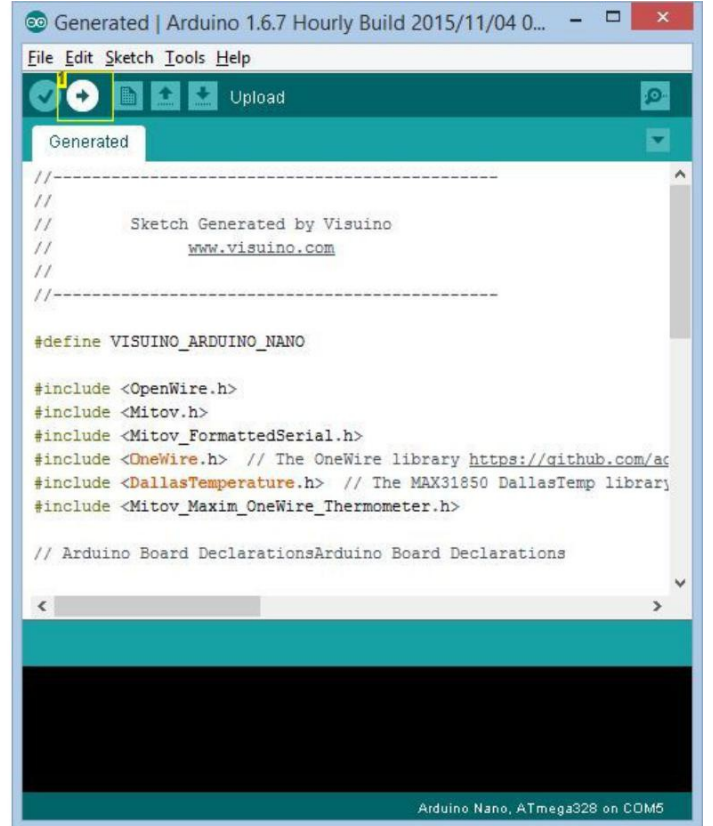 Generated | Arduino 1.6.7 Hourly Build 2015/11/04 0...
File Edit Sketch Tools Help
1
Upload
Generated
//----------------------------------------------
//
// Sketch Generated by Visuino
// www.visuino.com
//
//----------------------------------------------
#define VISUINO_ARDUINO_NANO
#include <OpenWire.h>
#include <Mitov.h>
#include <Mitov_FormattedSerial.h>
#include <OneWire.h> // The OneWire library https://github.com/ad
#include <DallasTemperature.h> // The MAX31850 DallasTemp library
#include <Mitov_Maxim_OneWire_Thermometer.h>
// Arduino Board DeclarationsArduino Board Declarations
Arduino Nano, ATmega328 on COM5